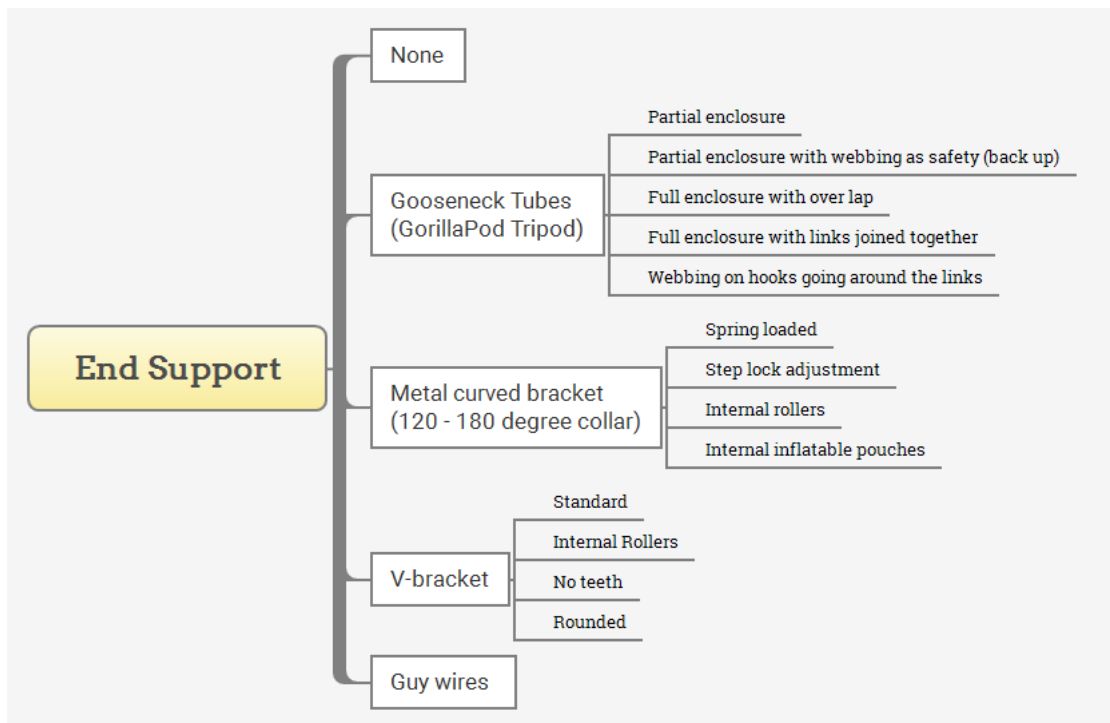 End Support
None
Gooseneck Tubes
(GorillaPod Tripod)
Partial enclosure
Partial enclosure with webbing as safety (back up)
Full enclosure with over lap
Full enclosure with links joined together
Webbing on hooks going around the links
Metal curved bracket
(120 - 180 degree collar)
Spring loaded
Step lock adjustment
Internal rollers
Internal inflatable pouches
V-bracket
Standard
Internal Rollers
No teeth
Rounded
Guy wires